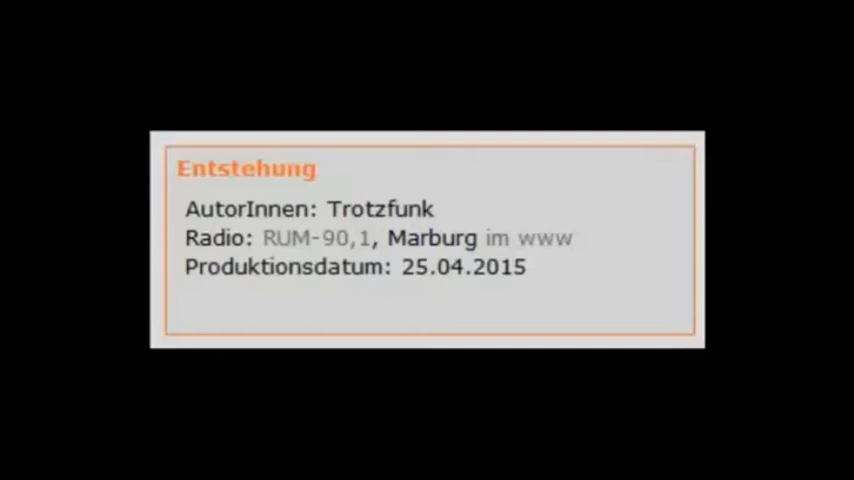 Entstehung
AutorInnen: Trotzfunk
Radio: RUM-90,1, Marburg im www
Produktionsdatum: 25.04.2015